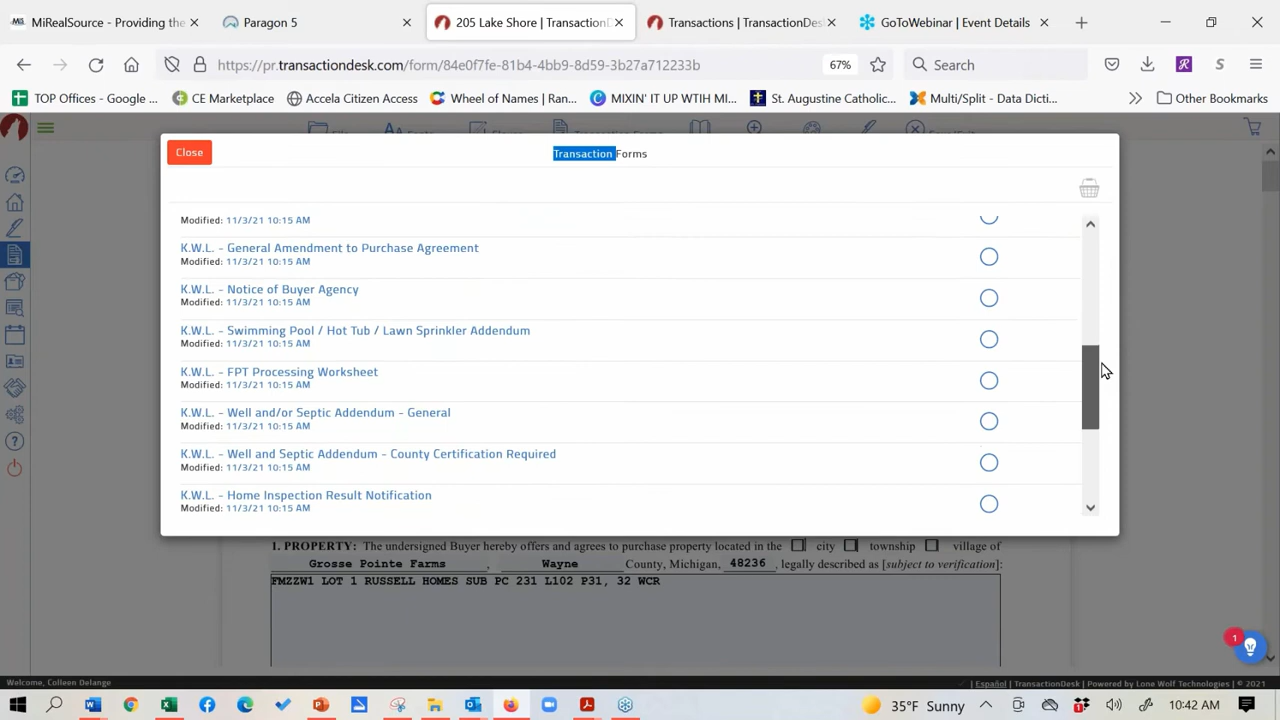 MiRealSource - Providing the
Paragon 5
205 Lake Shore | TransactionD
Transactions | TransactionDesk
GoToWebinar | Event Details
https://pr.transactiondesk.com/form/84e0f7fe-81b4-4bb9-8d59-3b27a712233b
67%
Search
TOP Offices - Google ...
CE Marketplace
Accela Citizen Access
Wheel of Names | Ran...
MIXIN' IT UP WTIH MI...
St. Augustine Catholic...
Multi/Split - Data Dicti...
Other Bookmarks
Close
Transaction Forms
Modified: 11/3/21 10:15 AM
K.W.L. - General Amendment to Purchase Agreement
Modified: 11/3/21 10:15 AM
K.W.L. - Notice of Buyer Agency
Modified: 11/3/21 10:15 AM
K.W.L. - Swimming Pool / Hot Tub / Lawn Sprinkler Addendum
Modified: 11/3/21 10:15 AM
K.W.L. - FPT Processing Worksheet
Modified: 11/3/21 10:15 AM
K.W.L. - Well and/or Septic Addendum - General
Modified: 11/3/21 10:15 AM
K.W.L. - Well and Septic Addendum - County Certification Required
Modified: 11/3/21 10:15 AM
K.W.L. - Home Inspection Result Notification
Modified: 11/3/21 10:15 AM
1. PROPERTY: The undersigned Buyer hereby offers and agrees to purchase property located in the city township village of
Grosse Pointe Farms, Wayne County, Michigan, 48236, legally described as [subject to verification]:
FMZZW1 LOT 1 RUSSELL HOMES SUB PC 231 L102 P31, 32 WCR
1
Welcome, Colleen Delange
| Español | TransactionDesk | Powered by Lone Wolf Technologies | © 2021
35°F Sunny
10:42 AM